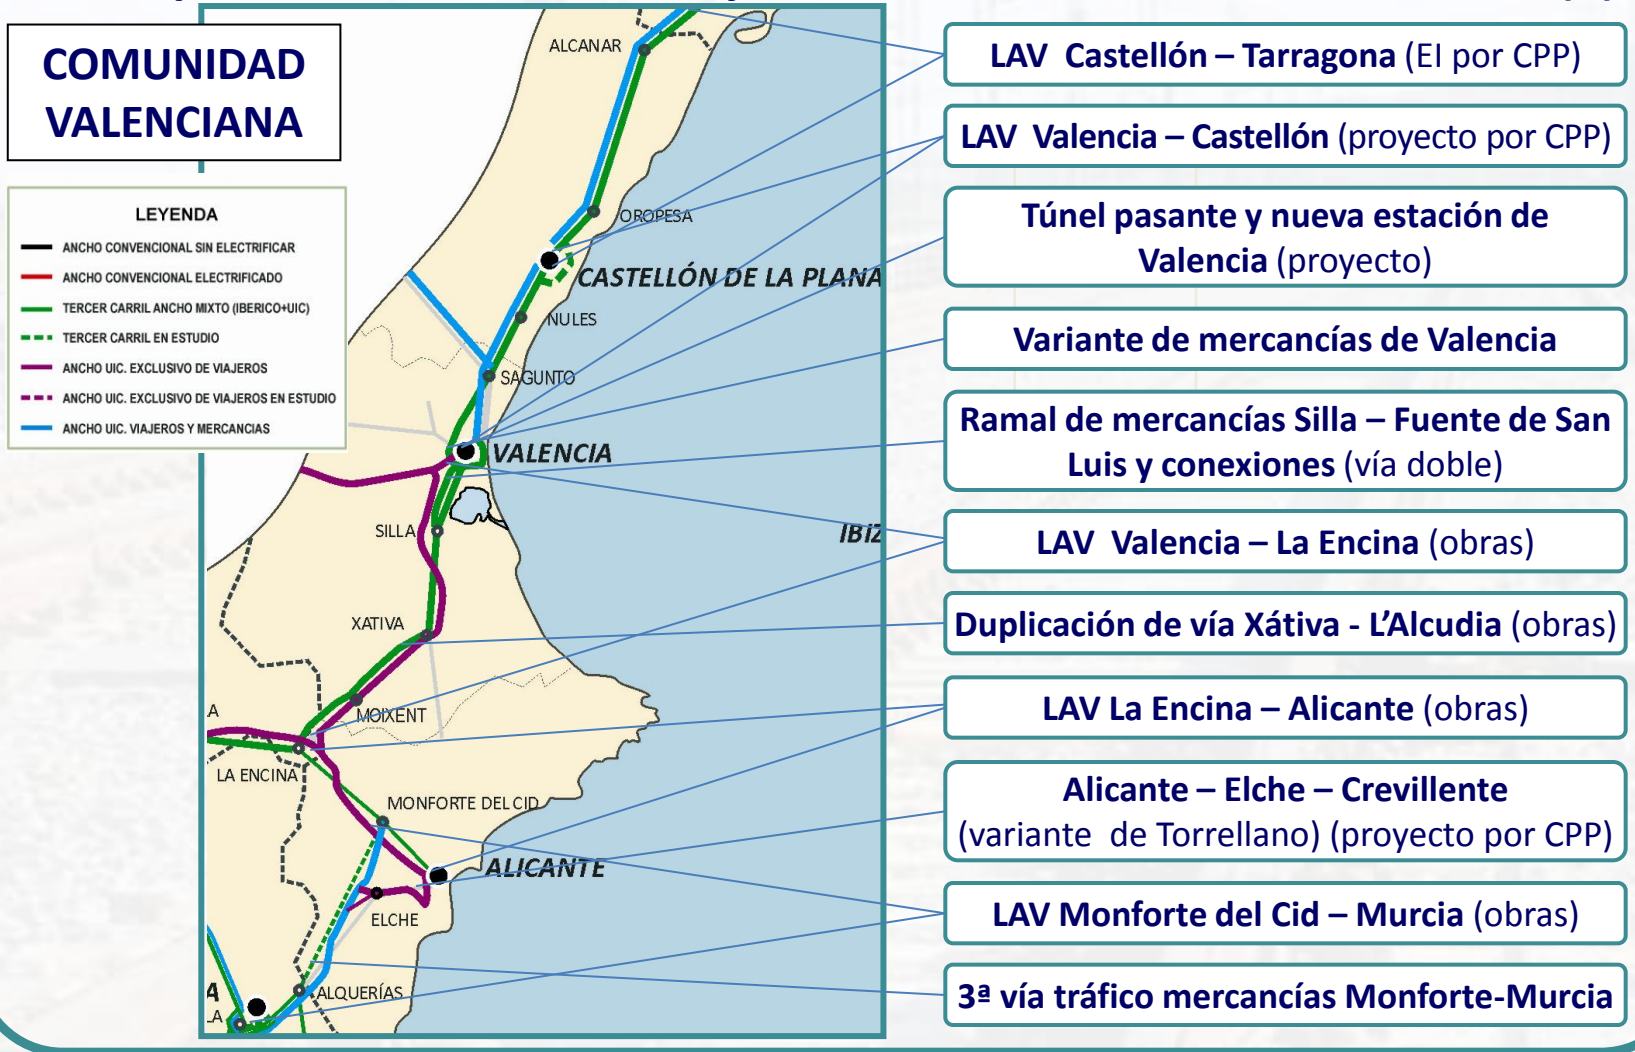 COMUNIDAD
VALENCIANA
LEYENDA
ANCHO CONVENCIONAL SIN ELECTRIFICAR
ANCHO CONVENCIONAL ELECTRIFICADO
TERCER CARRIL ANCHO MIXTO (IBERICO+UIC)
TERCER CARRIL EN ESTUDIO
ANCHO UIC. EXCLUSIVO DE VIAJEROS
ANCHO UIC. EXCLUSIVO DE VIAJEROS EN ESTUDIO
ANCHO UIC. VIAJEROS Y MERCANCIAS
ALCANAR
OROPESA
CASTELLÓN DE LA PLANA
NULES
SAGUNTO
VALENCIA
SILLA
IBIZ
XATIVA
A
MOIXENT
LA ENCINA
MONFORTE DEL CID
ALICANTE
ELCHE
A
ALQUERÍAS
LA
LAV Castellón – Tarragona (EI por CPP)
LAV Valencia – Castellón (proyecto por CPP)
Túnel pasante y nueva estación de
Valencia (proyecto)
Variante de mercancías de Valencia
Ramal de mercancías Silla – Fuente de San
Luis y conexiones (vía doble)
LAV Valencia – La Encina (obras)
Duplicación de vía Xátiva - L’Alcudia (obras)
LAV La Encina – Alicante (obras)
Alicante – Elche – Crevillente
(variante de Torrellano) (proyecto por CPP)
LAV Monforte del Cid – Murcia (obras)
3ª vía tráfico mercancías Monforte-Murcia